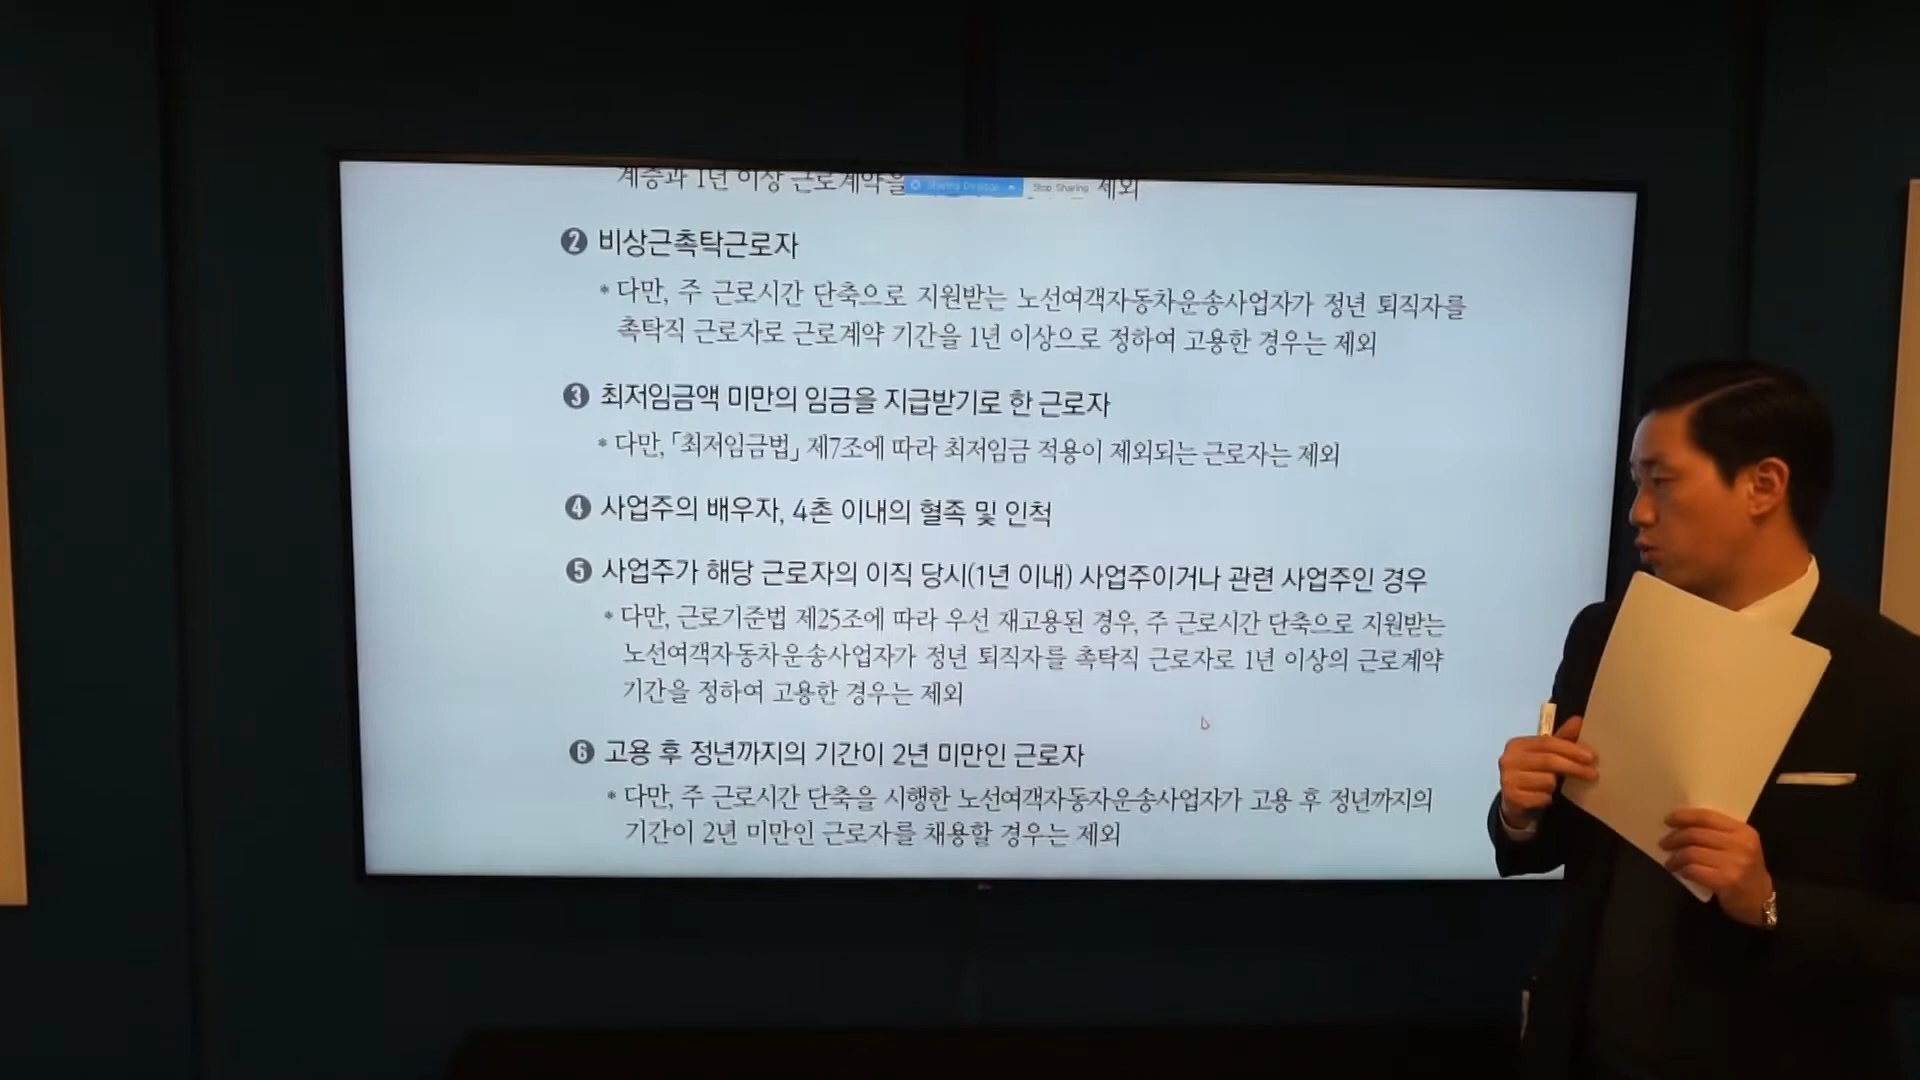 계층과 1년 이상 근로계약을 제외
Stop Sharing
❷ 비상근촉탁근로자
* 다만, 주 근로시간 단축으로 지원받는 노선여객자동차운송사업자가 정년 퇴직자를
촉탁직 근로자로 근로계약 기간을 1년 이상으로 정하여 고용한 경우는 제외
❸ 최저임금액 미만의 임금을 지급받기로 한 근로자
* 다만, 「최저임금법」 제7조에 따라 최저임금 적용이 제외되는 근로자는 제외
❹ 사업주의 배우자, 4촌 이내의 혈족 및 인척
❺ 사업주가 해당 근로자의 이직 당시(1년 이내) 사업주이거나 관련 사업주인 경우
* 다만, 근로기준법 제25조에 따라 우선 재고용된 경우, 주 근로시간 단축으로 지원받는
노선여객자동차운송사업자가 정년 퇴직자를 촉탁직 근로자로 1년 이상의 근로계약
기간을 정하여 고용한 경우는 제외
❻ 고용 후 정년까지의 기간이 2년 미만인 근로자
* 다만, 주 근로시간 단축을 시행한 노선여객자동차운송사업자가 고용 후 정년까지의
기간이 2년 미만인 근로자를 채용할 경우는 제외